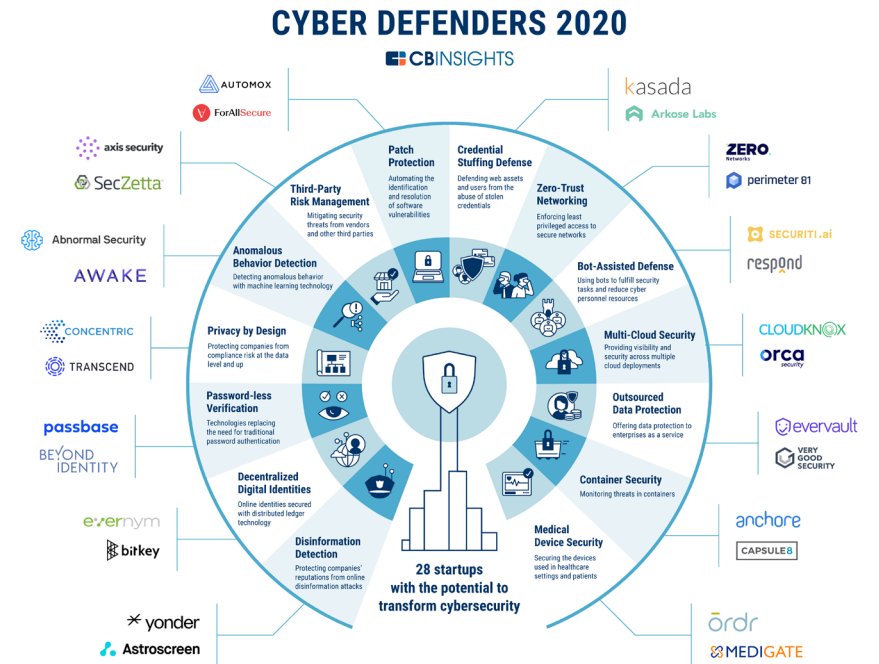 CYBER DEFENDERS 2020
CBINSIGHTS
AUTOMOX
ForAllSecure
kasada
Arkose Labs
axis security
SecZetta
ZERO
Networks
perimeter 81
Abnormal Security
AWAKE
SECURITI.ai
respond
CONCENTRIC
TRANSCEND
CLOUDKNOX
orca
security
passbase
BEYOND
IDENTITY
evervault
VERY
GOOD
SECURITY
evernym
bitkey
anchore
CAPSULE8
yonder
Astroscreen
ordr
MEDIGATE
Patch
Protection
Automating the
identification
and resolution
of software
vulnerabilities
Credential
Stuffing Defense
Defending web assets
and users from the
abuse of stolen
credentials
Third-Party
Risk Management
Mitigating security
threats from vendors
and other third parties
Zero-Trust
Networking
Enforcing least
privileged access to
secure networks
Anomalous
Behavior Detection
Detecting anomalous behavior
with machine learning technology
Bot-Assisted Defense
Using bots to fulfill security
tasks and reduce cyber
personnel resources
Privacy by Design
Protecting companies from
compliance risk at the data
level and up
Multi-Cloud Security
Providing visibility and
security across multiple
cloud deployments
Password-less
Verification
Technologies replacing
the need for traditional
password authentication
Outsourced
Data Protection
Offering data protection to
enterprises as a service
Decentralized
Digital Identities
Online identities secured
with distributed ledger
technology
Container Security
Monitoring threats in containers
Disinformation
Detection
Protecting companies'
reputations from online
disinformation attacks
Medical
Device Security
Securing the devices
used in healthcare
settings and patients
28 startups
with the potential to
transform cybersecurity